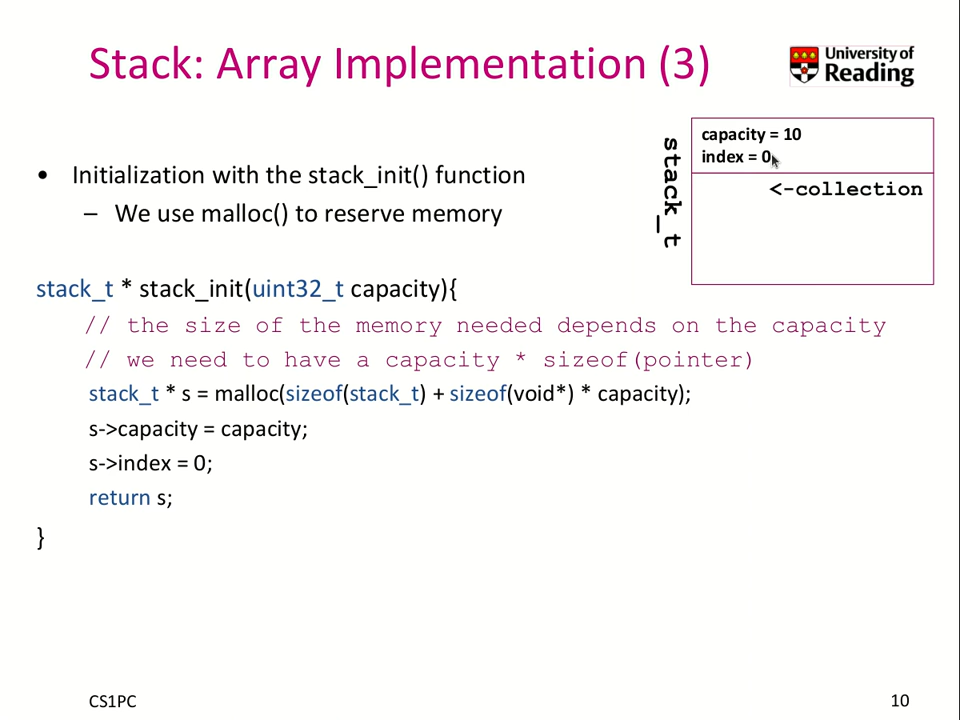 Stack: Array Implementation (3)
University of
Reading
capacity = 10
index = 0
<-collection
stack_t
• Initialization with the stack_init() function
– We use malloc() to reserve memory
stack_t * stack_init(uint32_t capacity){
// the size of the memory needed depends on the capacity
// we need to have a capacity * sizeof(pointer)
stack_t * s = malloc(sizeof(stack_t) + sizeof(void*) * capacity);
s->capacity = capacity;
s->index = 0;
return s;
}
CS1PC
10